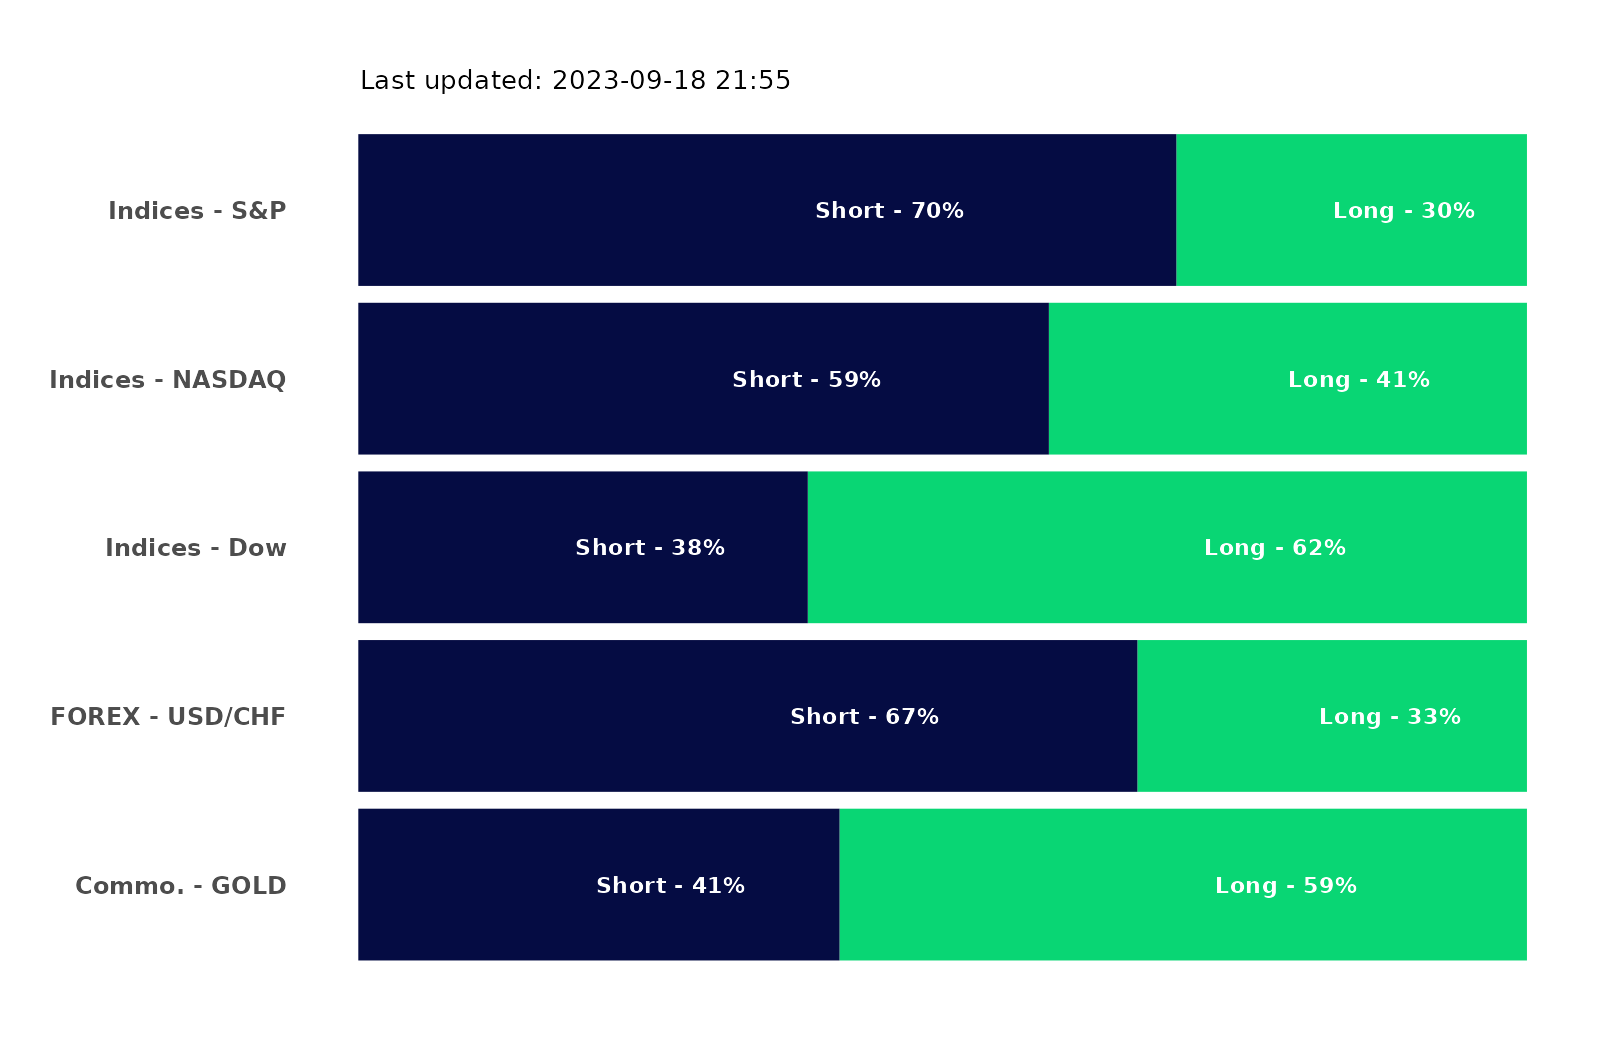 Last updated: 2023-09-18 21:55
Indices - S&P Short - 70% Long - 30%
Indices - NASDAQ Short - 59% Long - 41%
Indices - Dow Short - 38% Long - 62%
FOREX - USD/CHF Short - 67% Long - 33%
Commo. - GOLD Short - 41% Long - 59%